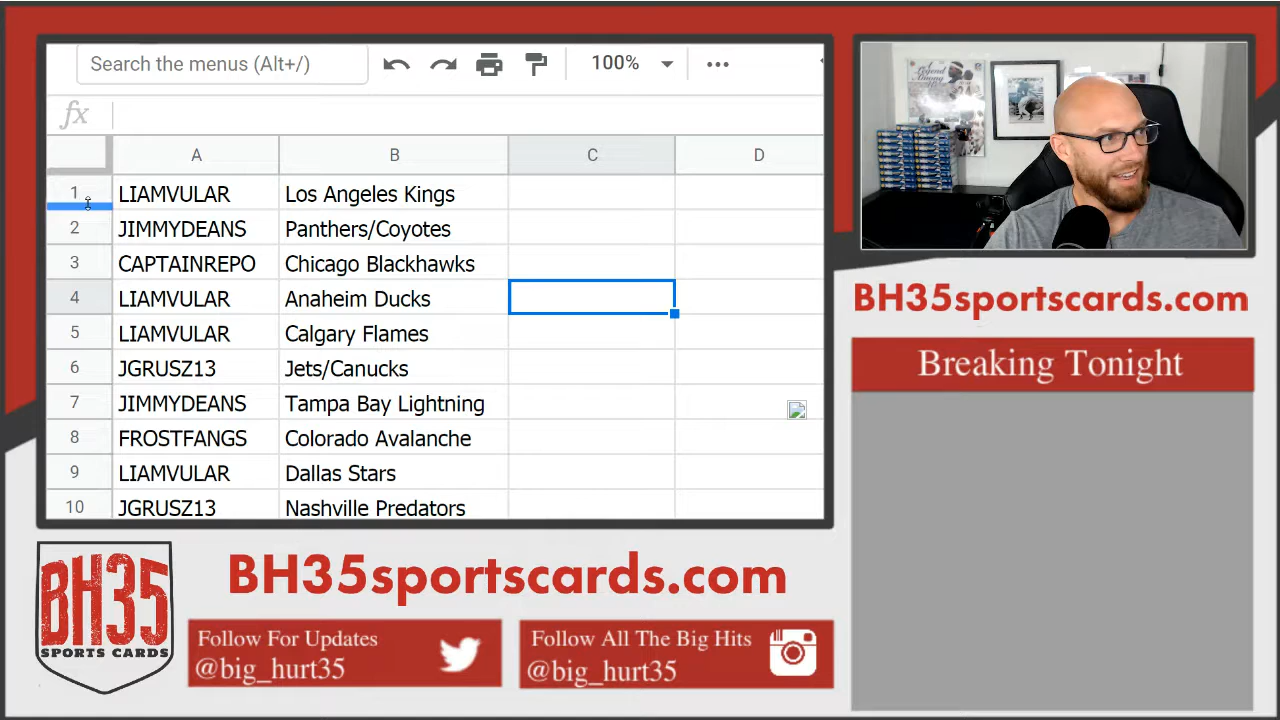 Search the menus (Alt+/)
100%
fx
A B C D
1 LIAMVULAR Los Angeles Kings
2 JIMMYDEANS Panthers/Coyotes
3 CAPTAINREPO Chicago Blackhawks
4 LIAMVULAR Anaheim Ducks
5 LIAMVULAR Calgary Flames
6 JGRUSZ13 Jets/Canucks
7 JIMMYDEANS Tampa Bay Lightning
8 FROSTFANGS Colorado Avalanche
9 LIAMVULAR Dallas Stars
10 JGRUSZ13 Nashville Predators
BH35sportscards.com
Breaking Tonight
BH35
SPORTS CARDS
BH35sportscards.com
Follow For Updates
@big_hurt35
Follow All The Big Hits
@big_hurt35